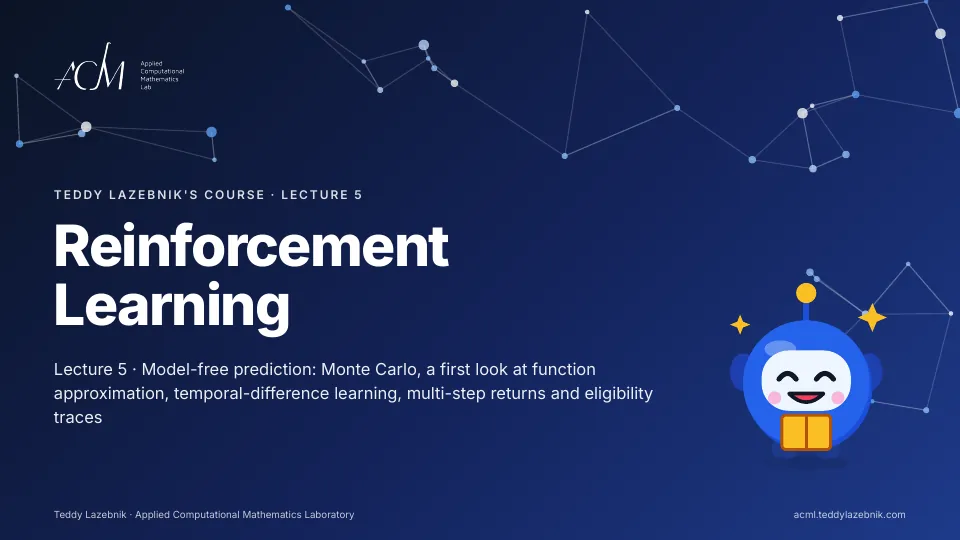 ACM
Applied
Computational
Mathematics
Lab
TEDDY LAZEBNIK'S COURSE · LECTURE 5
Reinforcement
Learning
Lecture 5 · Model-free prediction: Monte Carlo, a first look at function
approximation, temporal-difference learning, multi-step returns and eligibility
traces
Teddy Lazebnik · Applied Computational Mathematics Laboratory
acml.teddylazebnik.com